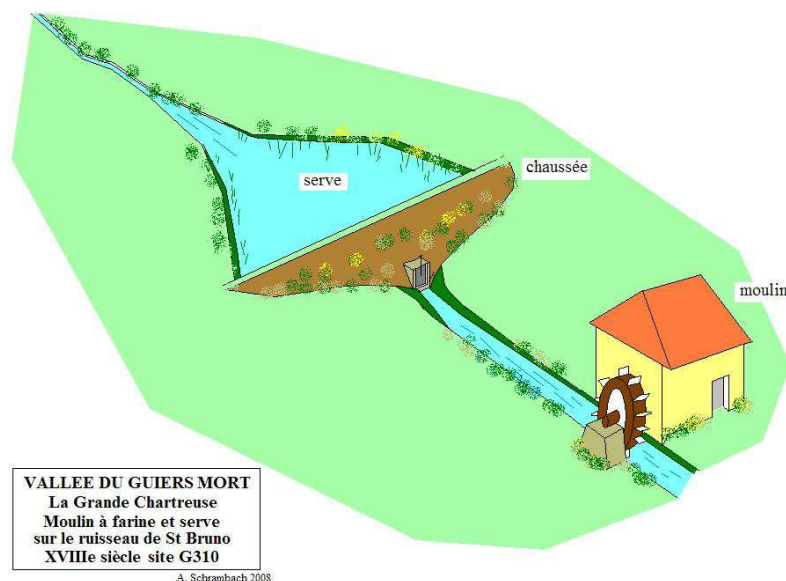 serve
chaussée
moulin
VALLEE DU GUIERS MORT
La Grande Chartreuse
Moulin à farine et serve
sur le ruisseau de St Bruno
XVIIIe siècle site G310
A. Schrambach 2008